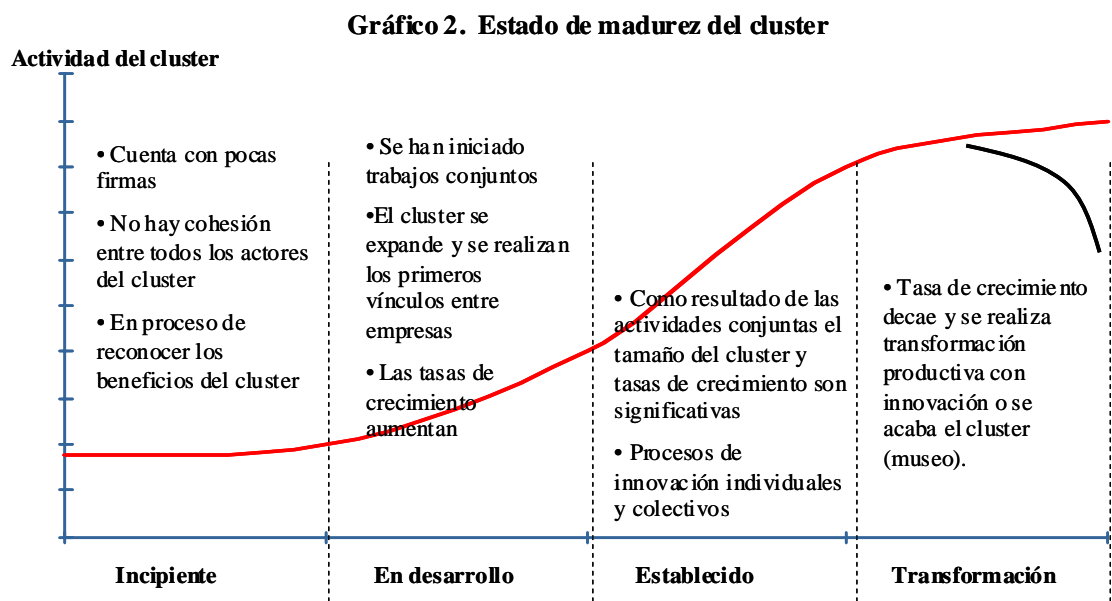 Gráfico 2.  Estado de madurez del cluster
Actividad del cluster
• Cuenta con pocas
firmas
• No hay cohesión
entre todos los actores
del cluster
• En proceso de
reconocer los
beneficios del cluster
• Se han iniciado
trabajos conjuntos
•El cluster se
expande y se realizan
los primeros
vínculos entre
empresas
• Las tasas de
crecimiento
aumentan
• Como resultado de las
actividades conjuntas el
tamaño del cluster y
tasas de crecimiento son
significativas
• Procesos de
innovación individuales
y colectivos
• Tasa de crecimiento
decae y se realiza
transformación
productiva con
innovación o se
acaba el cluster
(museo).
Incipiente
En desarrollo
Establecido
Transformación